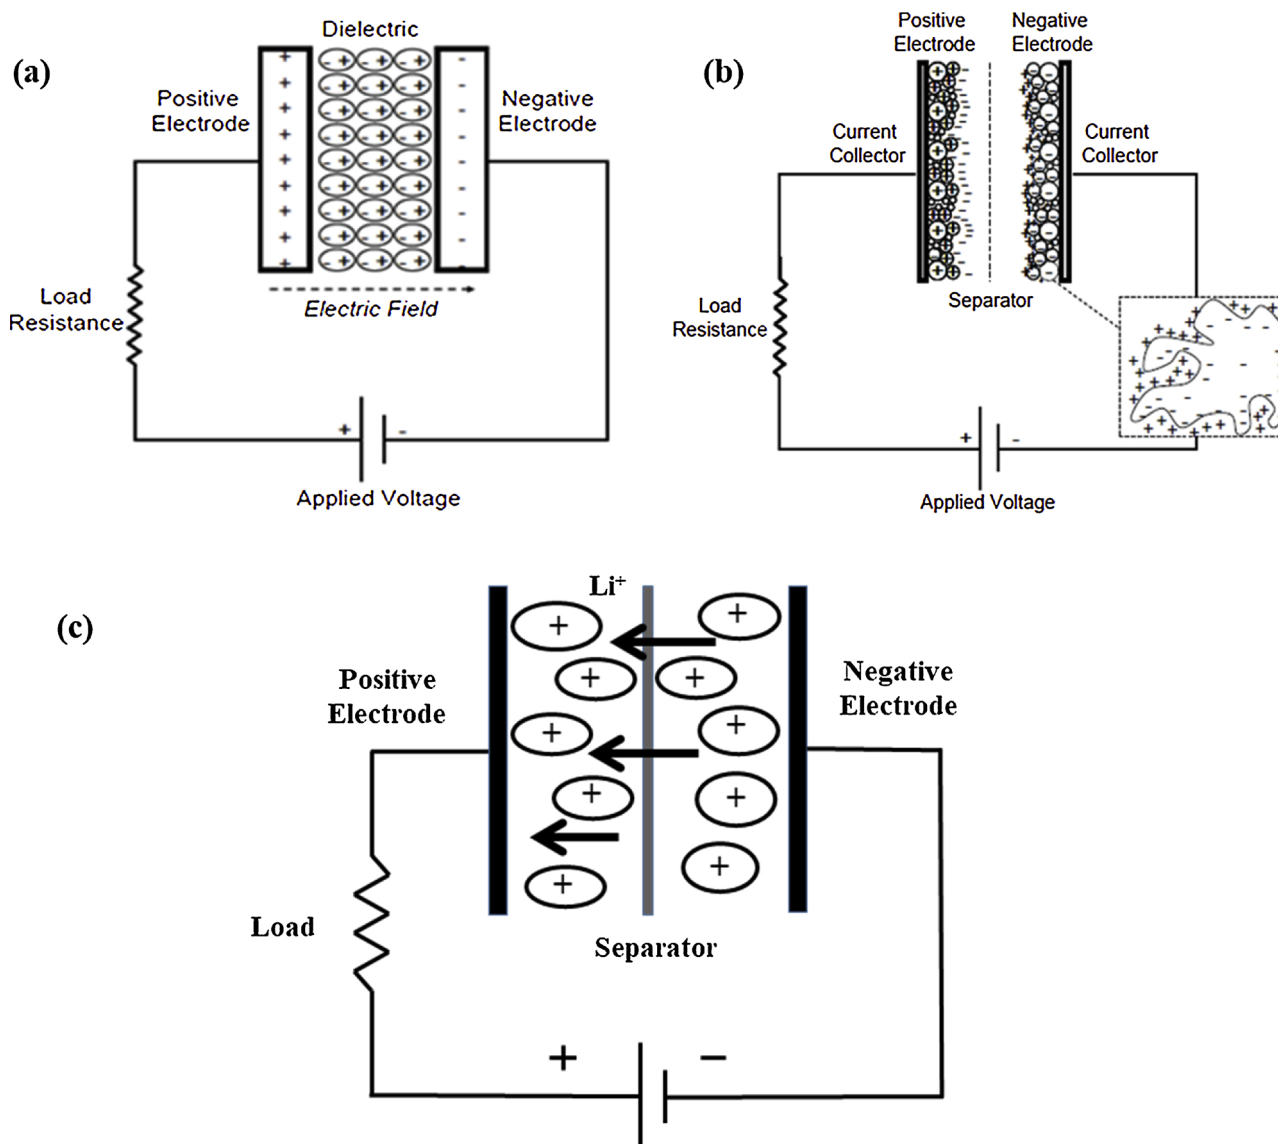 (a)
Dielectric
Positive
Electrode
Negative
Electrode
Electric Field
Load
Resistance
+ -
Applied Voltage
(b)
Positive
Electrode
Negative
Electrode
Current
Collector
Current
Collector
Separator
Load
Resistance
+ -
Applied Voltage
(c)
Li⁺
Positive
Electrode
Negative
Electrode
Load
Separator
+ −